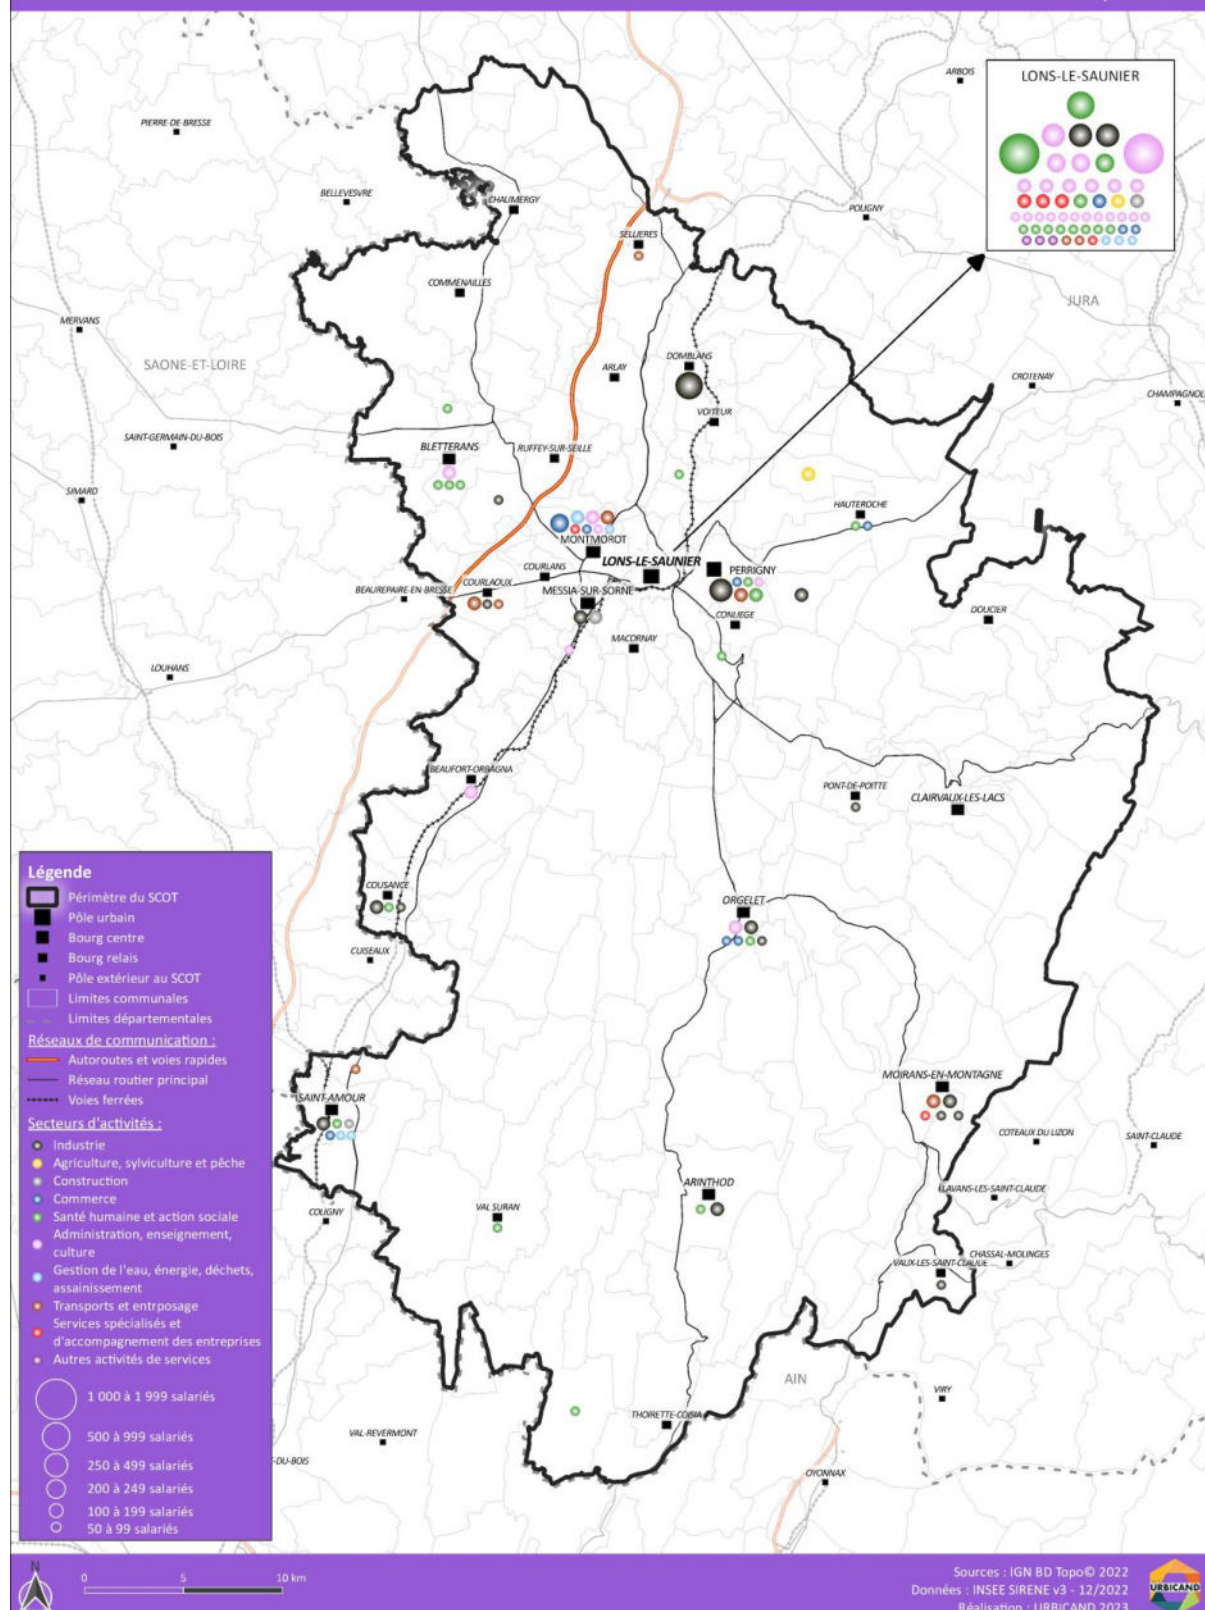 ARBOIS
LONS-LE-SAUNIER
PIERRE-DE-BRESSE
BELLEVESVRE
CHAUMERGY
POLIGNY
SELLIERES
COMMENAILLES
JURA
MERVANS
SAONE-ET-LOIRE
DOMBLANS
ARLAY
CROTENAY
CHAMPAGNOL
VOITEUR
SAINT-GERMAIN-DU-BOIS
BLETTERANS
RUFFEY-SUR-SEILLE
SIMARD
HAUTEROCHE
MONTMOROT
LONS-LE-SAUNIER
PERRIGNY
COURLANS
COURLAOUX
BEAUREPAIRE-EN-BRESSE
MESSIA-SUR-SORNE
DOUCIER
CONLIEGE
MACORNAY
LOUHANS
BEAUFORT-ORBAGNA
PONT-DE-POITTE
CLAIRVAUX-LES-LACS
COUSANCE
ORGELET
CUISEAUX
MOIRANS-EN-MONTAGNE
SAINT-AMOUR
COTEAUX DU LIZON
SAINT-CLAUDE
ARINTHOD
LAVANS-LES-SAINT-CLAUDE
VAL SURAN
COLIGNY
CHASSAL-MOLINGES
VAUX-LES-SAINT-CLAUDE
AIN
VIRY
THOIRETTE-COISIA
VAL-REVERMONT
-DU-BOIS
OYONNAX
Légende
Périmètre du SCOT
Pôle urbain
Bourg centre
Bourg relais
Pôle extérieur au SCOT
Limites communales
Limites départementales
Réseaux de communication :
Autoroutes et voies rapides
Réseau routier principal
Voies ferrées
Secteurs d'activités :
Industrie
Agriculture, sylviculture et pêche
Construction
Commerce
Santé humaine et action sociale
Administration, enseignement,
culture
Gestion de l'eau, énergie, déchets,
assainissement
Transports et entrposage
Services spécialisés et
d'accompagnement des entreprises
Autres activités de services
1 000 à 1 999 salariés
500 à 999 salariés
250 à 499 salariés
200 à 249 salariés
100 à 199 salariés
50 à 99 salariés
N
0 5 10 km
Sources : IGN BD Topo© 2022
Données : INSEE SIRENE v3 - 12/2022
Réalisation : URBICAND 2023
URBICAND